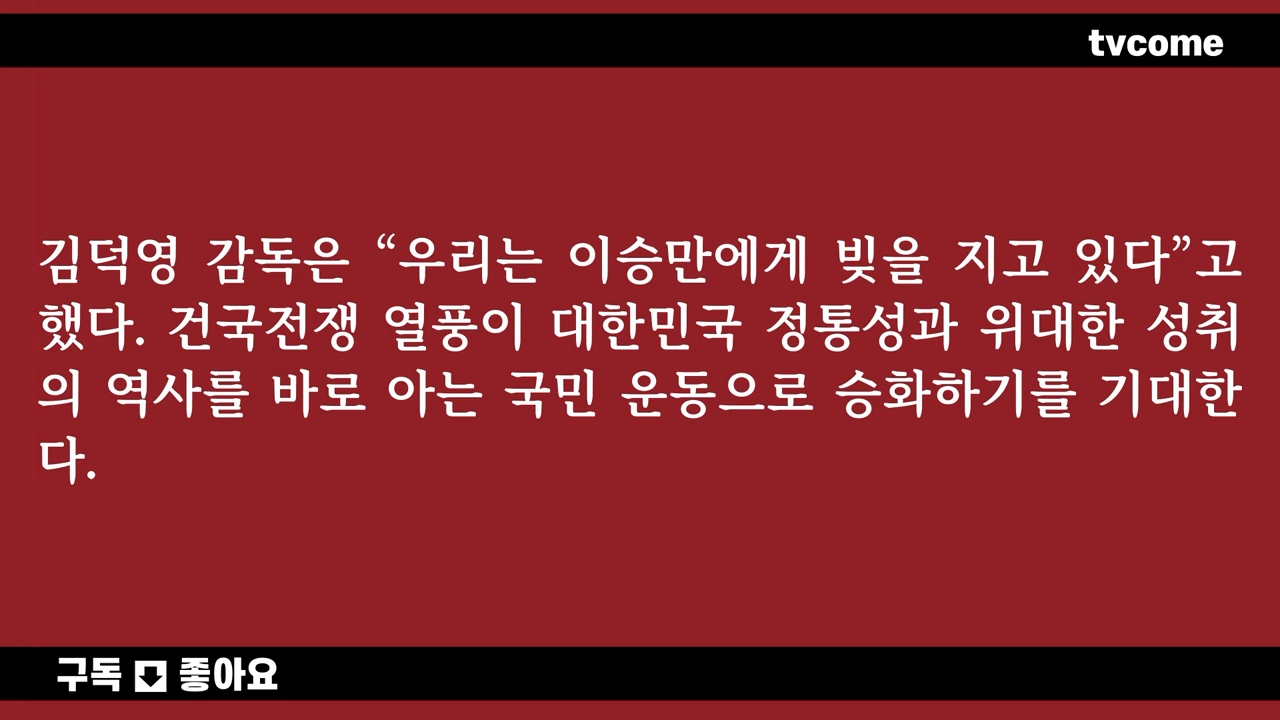 tvcome
김덕영 감독은 “우리는 이승만에게 빚을 지고 있다”고
했다. 건국전쟁 열풍이 대한민국 정통성과 위대한 성취
의 역사를 바로 아는 국민 운동으로 승화하기를 기대한
다.
구독 좋아요